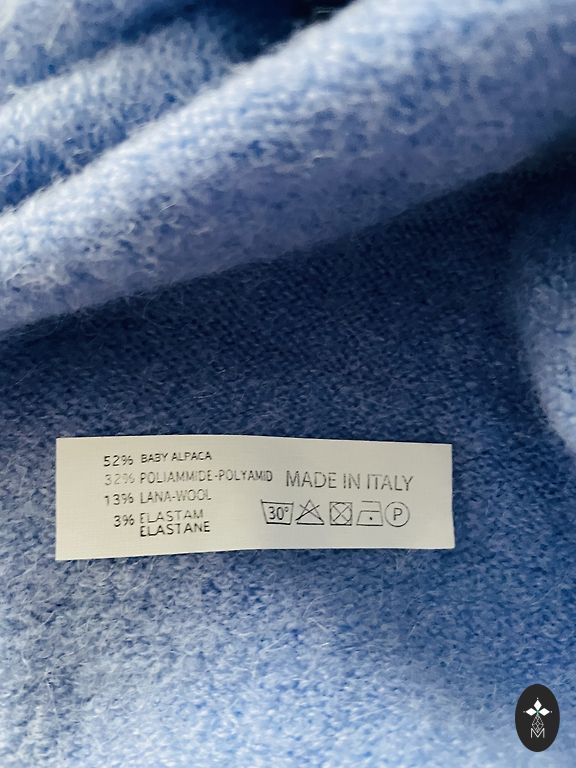 52% BABY ALPACA
32% POLIAMMIDE-POLYAMID
13% LANA-WOOL
3% ELASTAM
ELASTANE
MADE IN ITALY
30° P
M